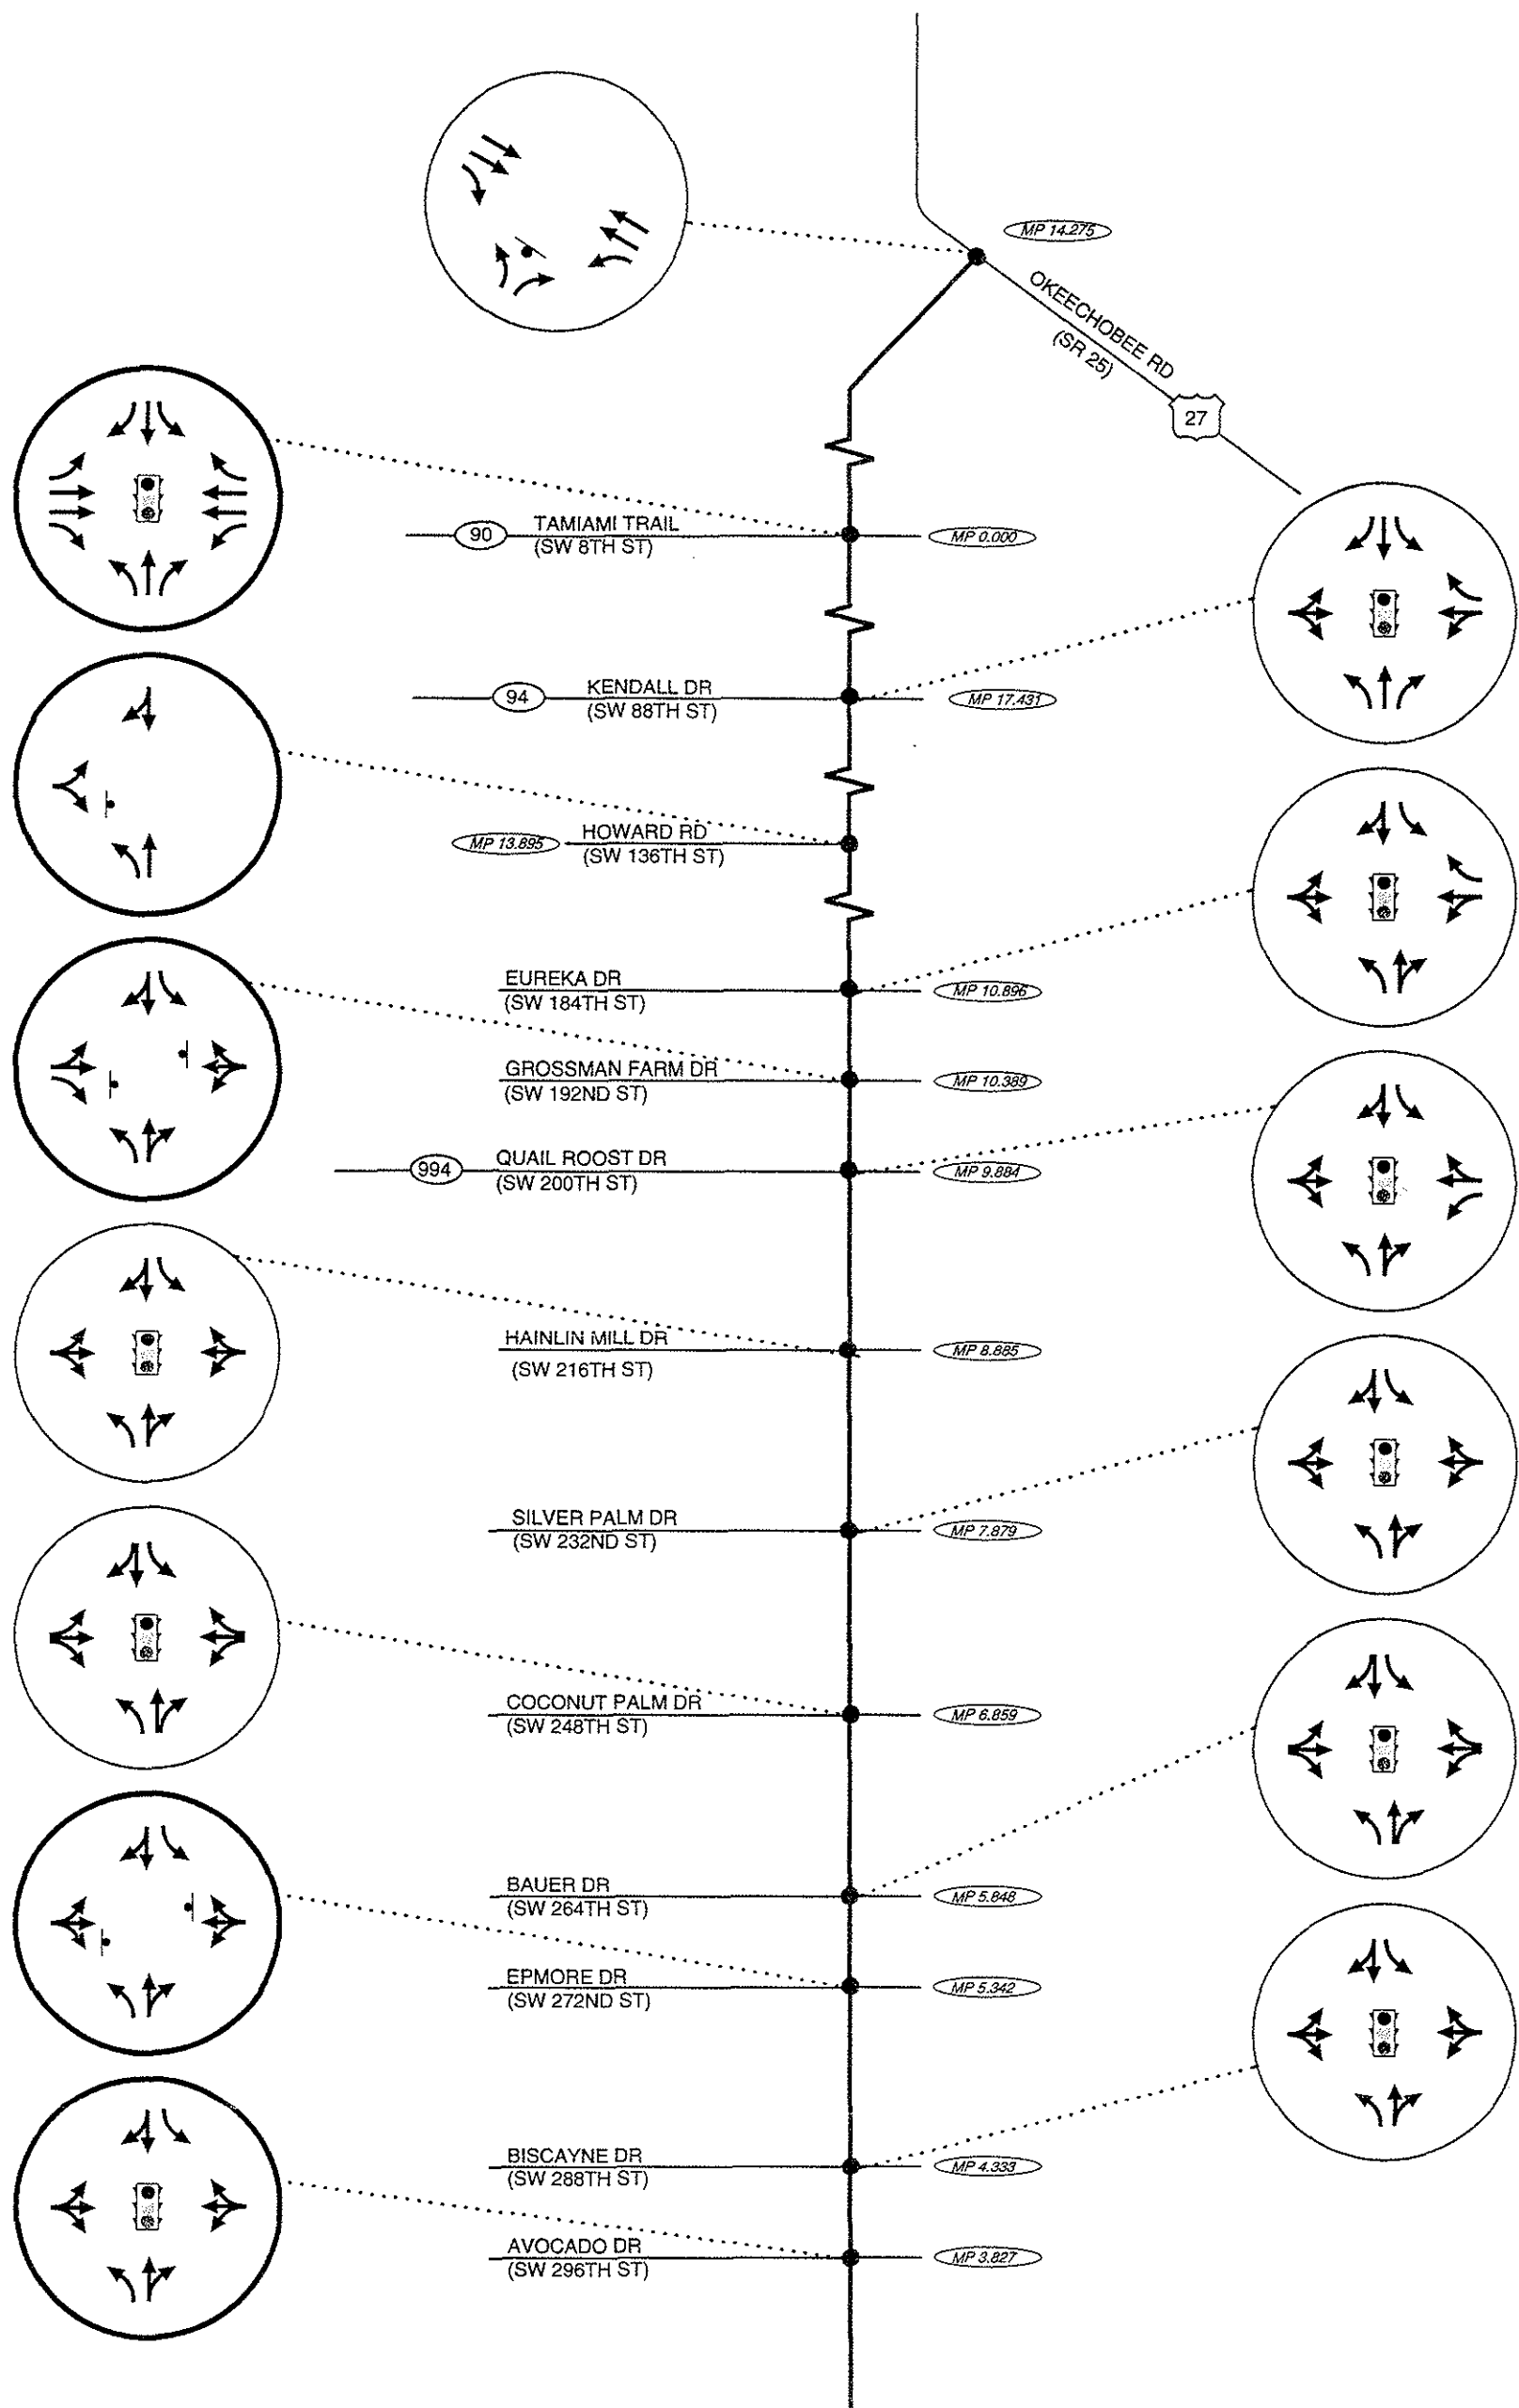 MP 14.275
OKEECHOBEE RD
(SR 25)
27
90
TAMIAMI TRAIL
(SW 8TH ST)
MP 0.000
94
KENDALL DR
(SW 88TH ST)
MP 17.431
MP 13.895
HOWARD RD
(SW 136TH ST)
EUREKA DR
(SW 184TH ST)
MP 10.896
GROSSMAN FARM DR
(SW 192ND ST)
MP 10.389
994
QUAIL ROOST DR
(SW 200TH ST)
MP 9.884
HAINLIN MILL DR
(SW 216TH ST)
MP 8.885
SILVER PALM DR
(SW 232ND ST)
MP 7.879
COCONUT PALM DR
(SW 248TH ST)
MP 6.859
BAUER DR
(SW 264TH ST)
MP 5.848
EPMORE DR
(SW 272ND ST)
MP 5.342
BISCAYNE DR
(SW 288TH ST)
MP 4.333
AVOCADO DR
(SW 296TH ST)
MP 3.827